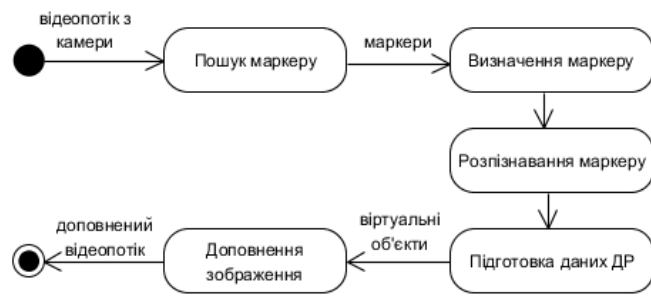 відеопотік з
камери
Пошук маркеру
маркери
Визначення маркеру
Розпізнавання маркеру
доповнений
відеопотік
Доповнення
зображення
віртуальні
об'єкти
Підготовка даних ДР